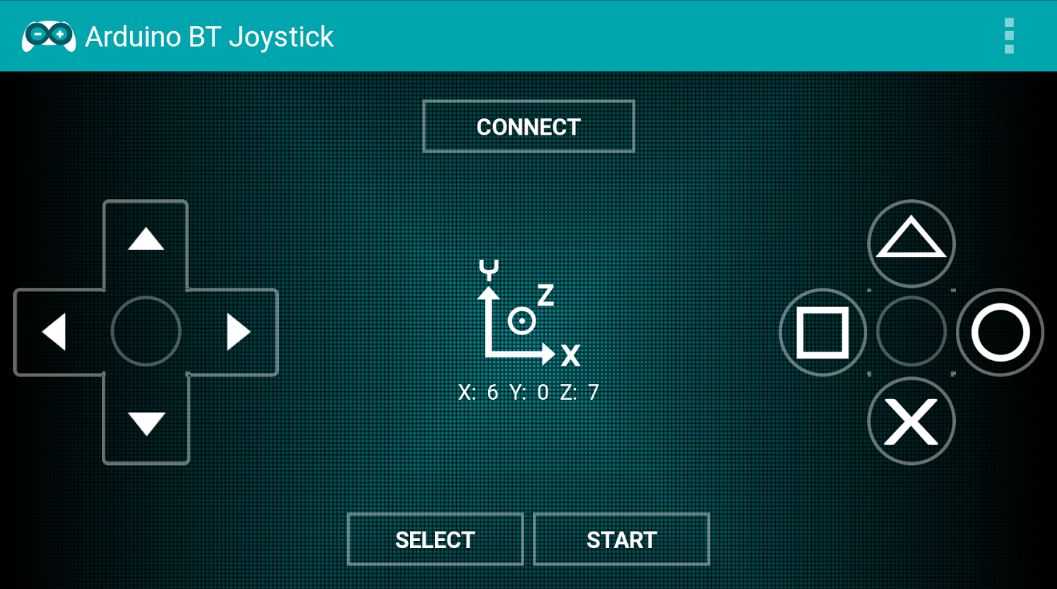 Arduino BT Joystick
CONNECT
Y
Z
X
X: 6 Y: 0 Z: 7
SELECT
START